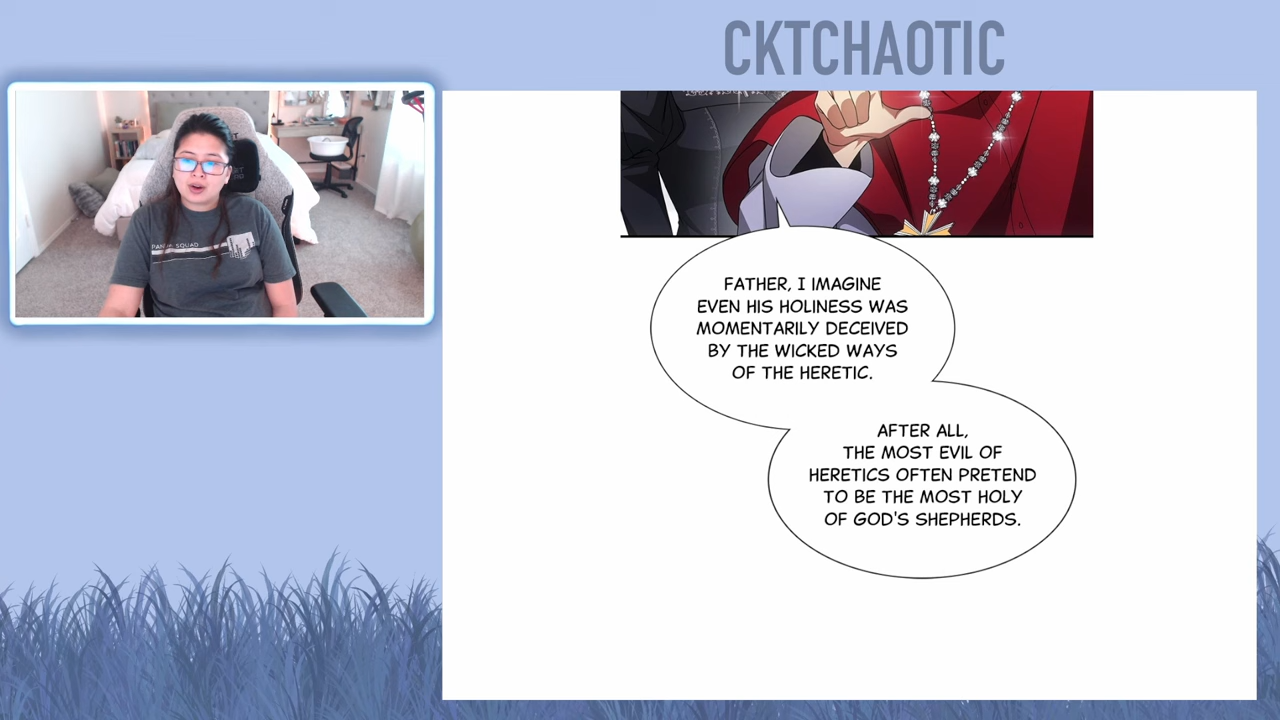 CKTCHAOTIC
FATHER, I IMAGINE
EVEN HIS HOLINESS WAS
MOMENTARILY DECEIVED
BY THE WICKED WAYS
OF THE HERETIC.
AFTER ALL,
THE MOST EVIL OF
HERETICS OFTEN PRETEND
TO BE THE MOST HOLY
OF GOD'S SHEPHERDS.
SQUAD